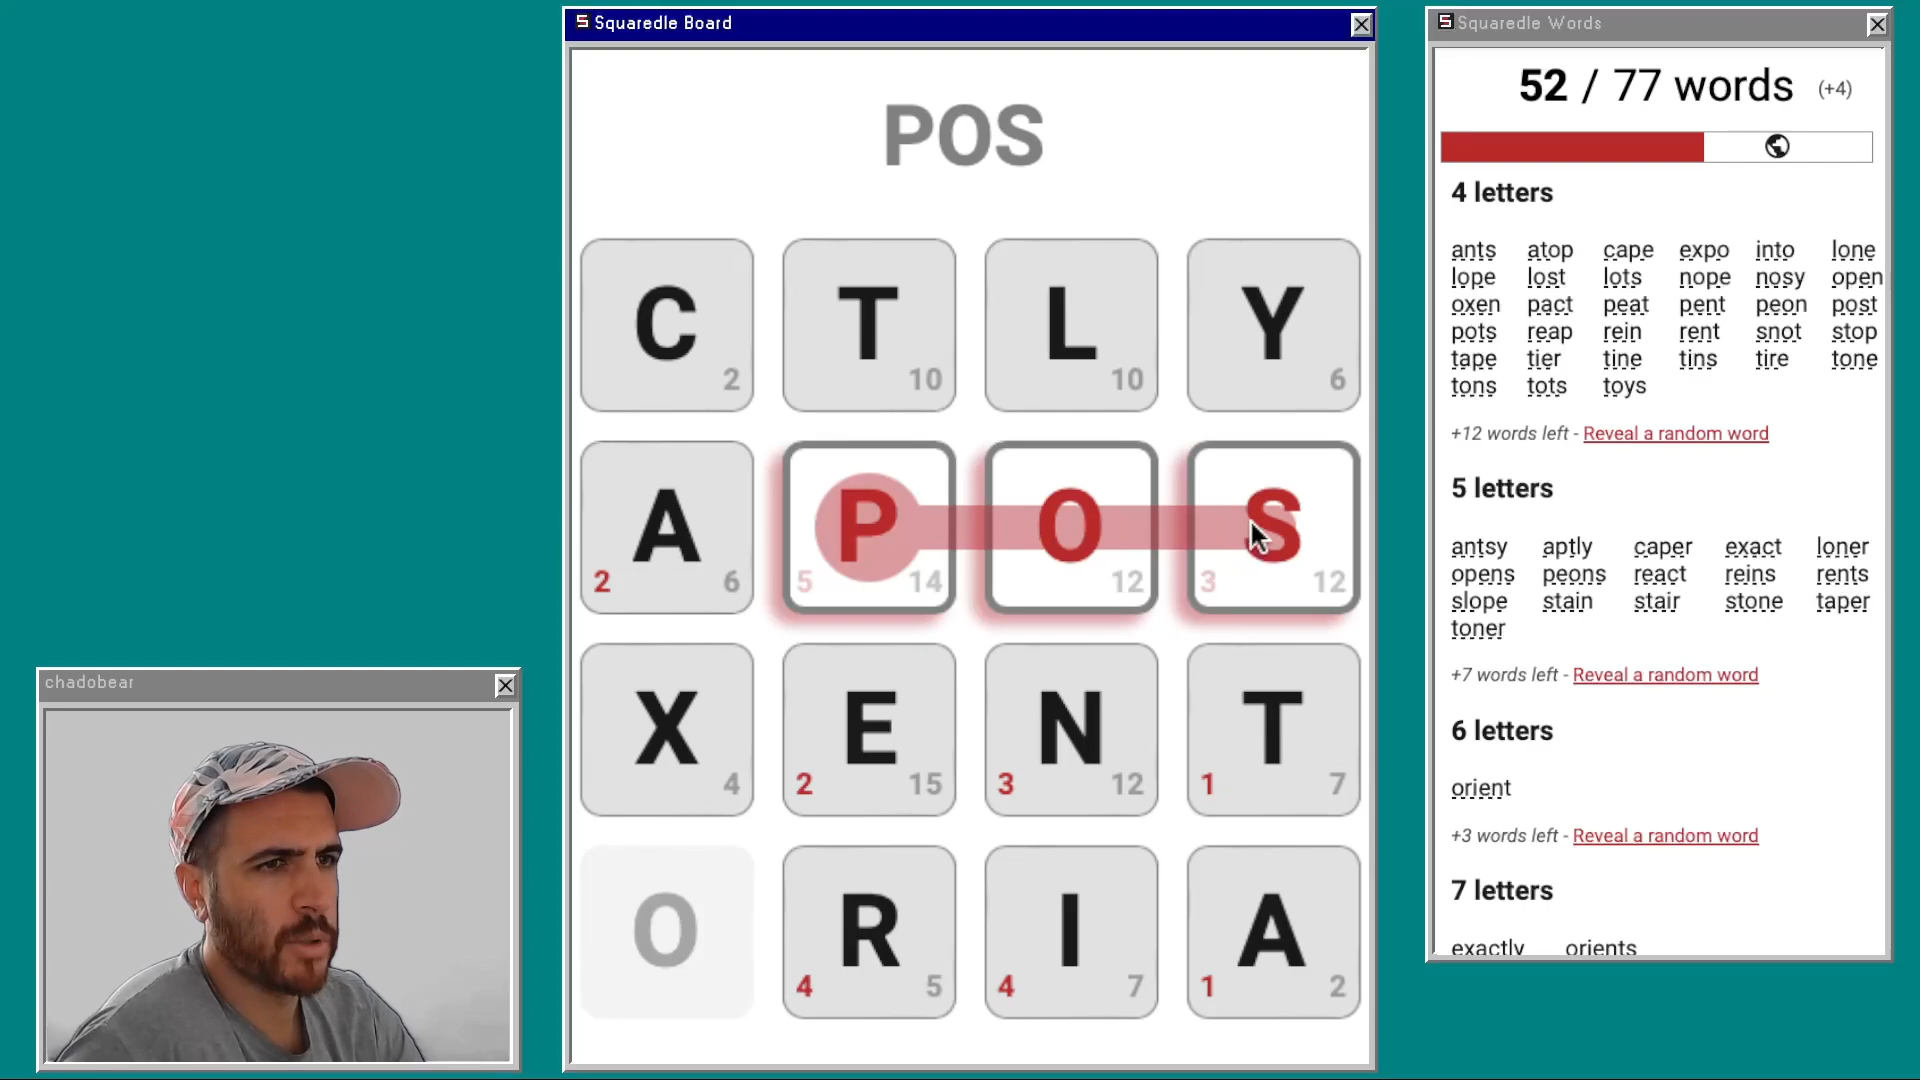 Squaredle Board
POS
C 2
T 10
L 10
Y 6
A 2 6
P 5 14
O 12
S 3 12
X 4
E 2 15
N 3 12
T 1 7
O
R 4 5
I 4 7
A 1 2
Squaredle Words
52 / 77 words (+4)
4 letters
ants atop cape expo into lone
lope lost lots nope nosy open
oxen pact peat pent peon post
pots reap rein rent snot stop
tape tier tine tins tire tone
tons tots toys
+12 words left - Reveal a random word
5 letters
antsy aptly caper exact loner
opens peons react reins rents
slope stain stair stone taper
toner
+7 words left - Reveal a random word
6 letters
orient
+3 words left - Reveal a random word
7 letters
exactly orients
chadobear